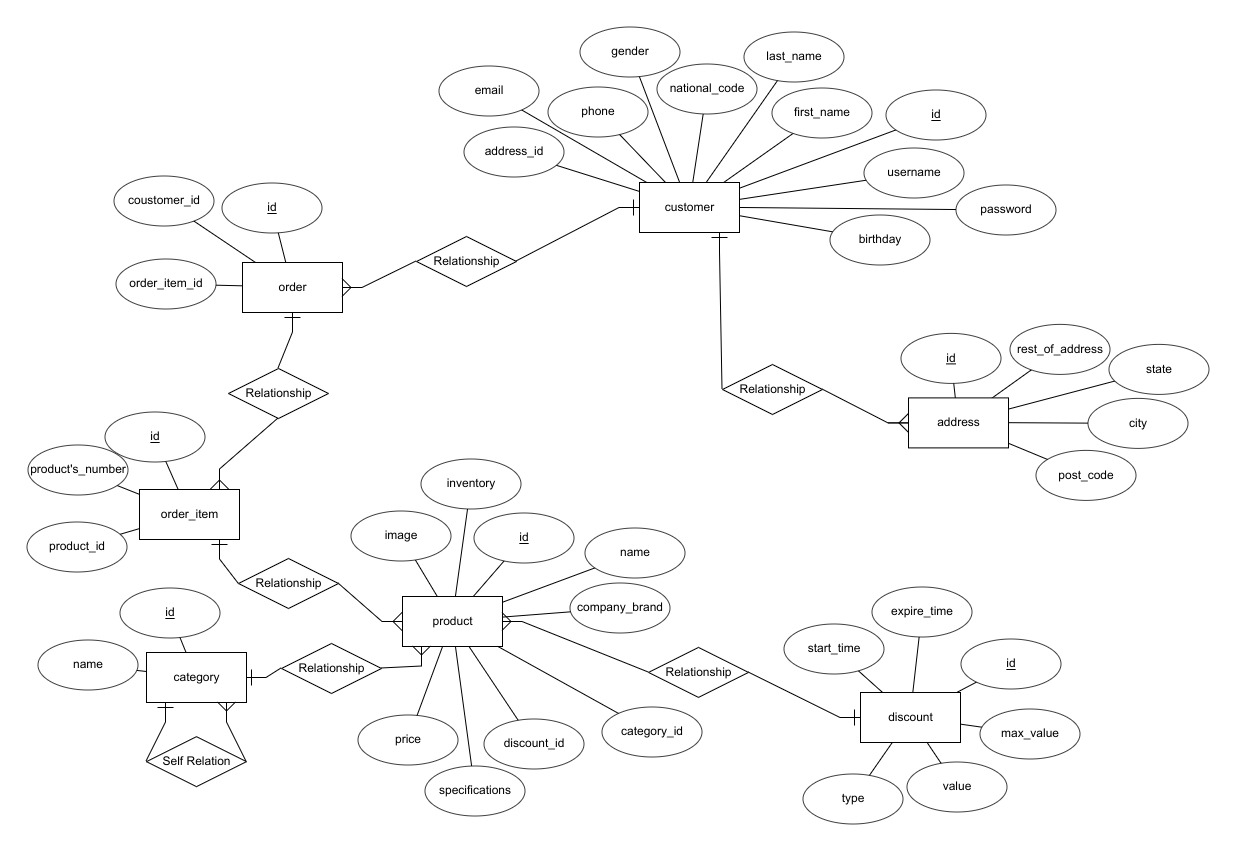 gender
last_name
email
national_code
phone
first_name
id
address_id
username
customer
password
birthday
coustomer_id
id
Relationship
order_item_id
order
id
rest_of_address
state
Relationship
Relationship
address
city
post_code
id
product's_number
order_item
product_id
inventory
image
id
name
Relationship
company_brand
product
id
name
category
Relationship
Self Relation
price
specifications
discount_id
category_id
Relationship
expire_time
start_time
id
discount
max_value
value
type